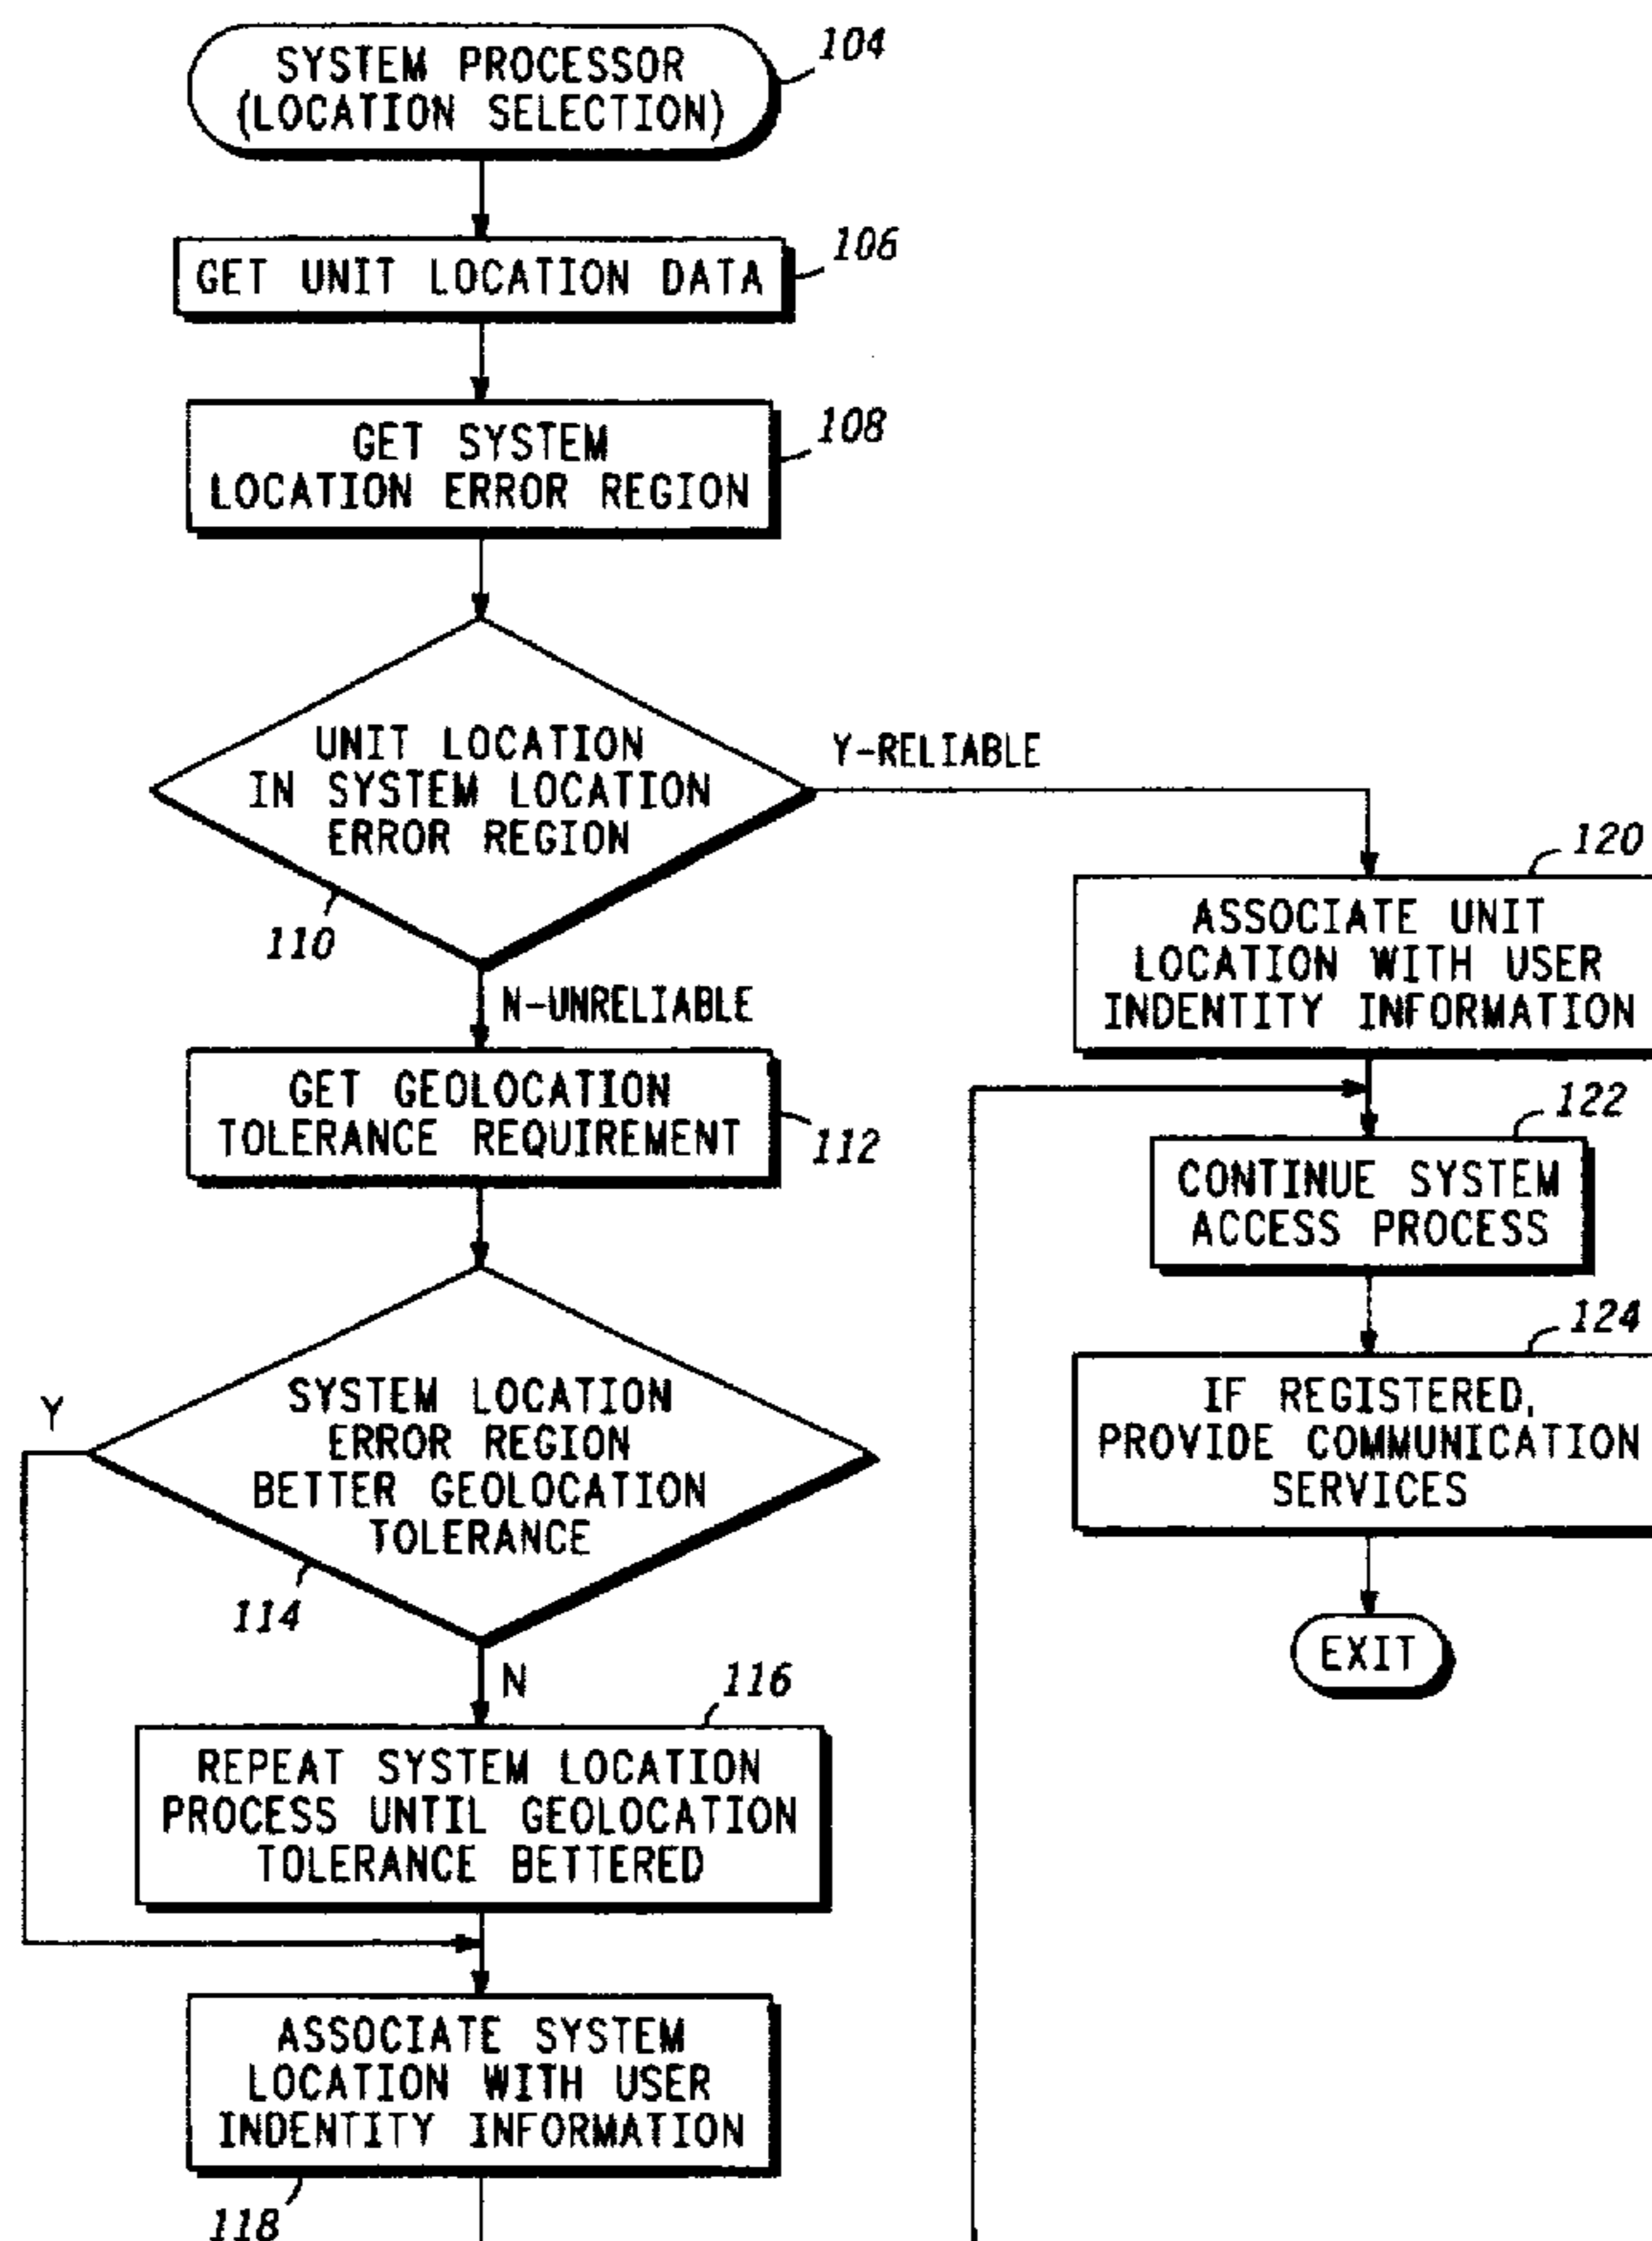 SYSTEM PROCESSOR
(LOCATION SELECTION)
104
GET UNIT LOCATION DATA
106
GET SYSTEM
LOCATION ERROR REGION
108
UNIT LOCATION
IN SYSTEM LOCATION
ERROR REGION
110
Y-RELIABLE
N-UNRELIABLE
GET GEOLOCATION
TOLERANCE REQUIREMENT
112
SYSTEM LOCATION
ERROR REGION
BETTER GEOLOCATION
TOLERANCE
114
Y
N
116
REPEAT SYSTEM LOCATION
PROCESS UNTIL GEOLOCATION
TOLERANCE BETTERED
ASSOCIATE SYSTEM
LOCATION WITH USER
INDENTITY INFORMATION
118
120
ASSOCIATE UNIT
LOCATION WITH USER
INDENTITY INFORMATION
122
CONTINUE SYSTEM
ACCESS PROCESS
124
IF REGISTERED,
PROVIDE COMMUNICATION
SERVICES
EXIT